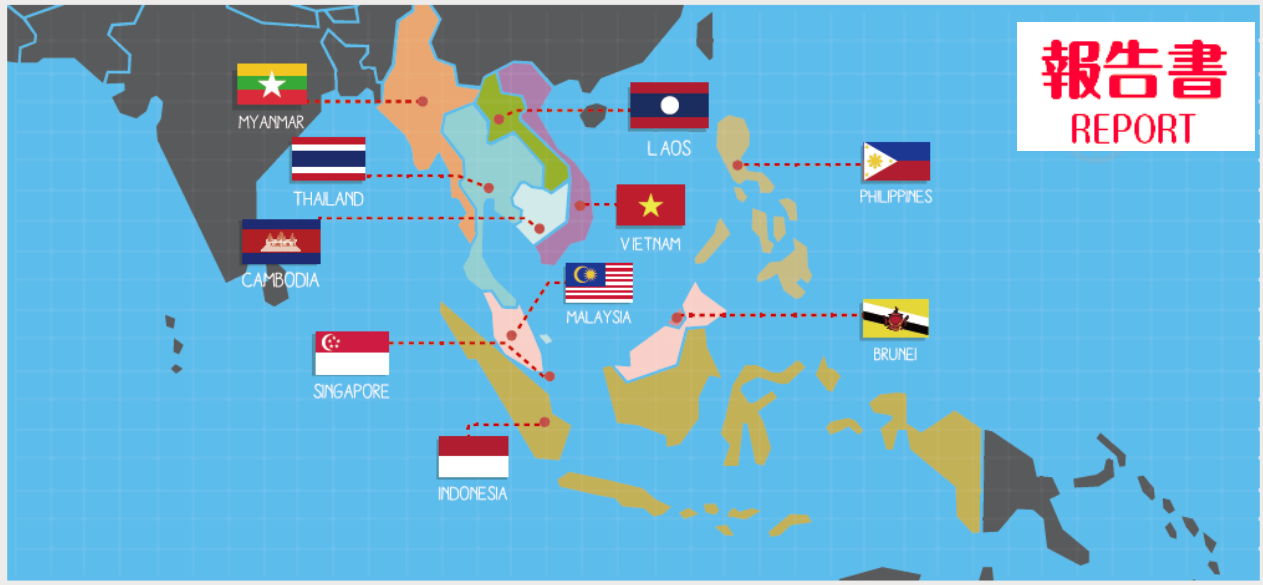 報告書
REPORT
MYANMAR
LAOS
THAILAND
PHILIPPINES
VIETNAM
CAMBODIA
MALAYSIA
BRUNEI
SINGAPORE
INDONESIA